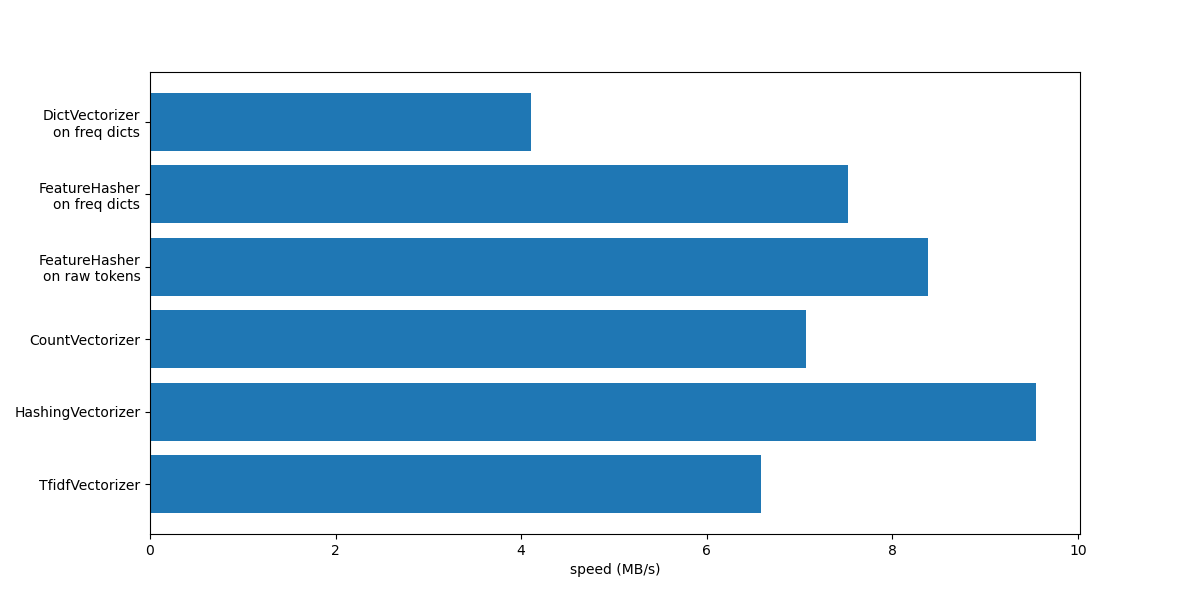 DictVectorizer
on freq dicts
FeatureHasher
on freq dicts
FeatureHasher
on raw tokens
CountVectorizer
HashingVectorizer
TfidfVectorizer
0 2 4 6 8 10
speed (MB/s)